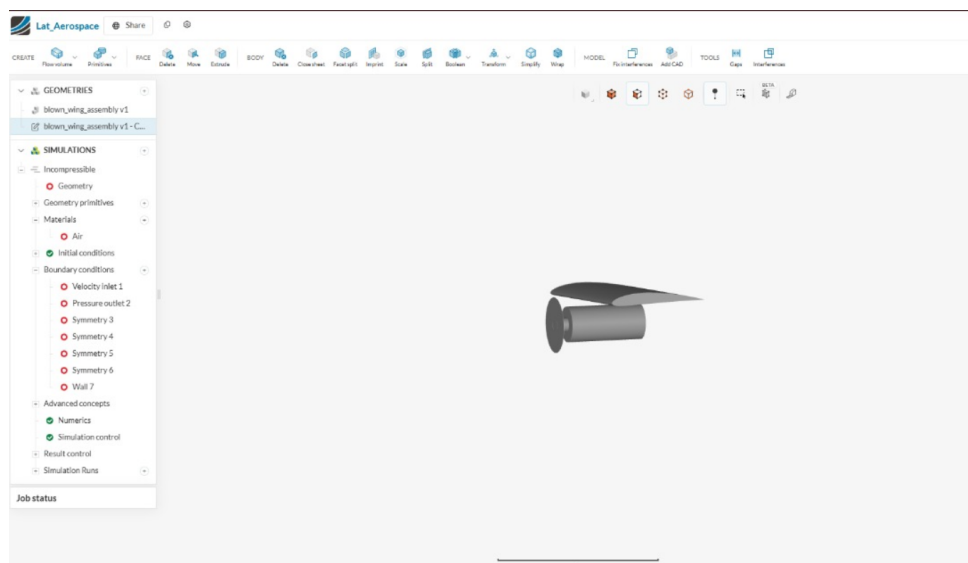 Lat_Aerospace Share
CREATE Flow volume Primitives FACE Delete Move Extrude BODY Delete Close sheet Facet split Imprint Scale Split Boolean Transform Simplify Wrap MODEL Fix interferences Add CAD TOOLS Gaps Interferences
BETA
GEOMETRIES
blown_wing_assembly v1
blown_wing_assembly v1 - C...
SIMULATIONS
Incompressible
Geometry
Geometry primitives
Materials
Air
Initial conditions
Boundary conditions
Velocity inlet 1
Pressure outlet 2
Symmetry 3
Symmetry 4
Symmetry 5
Symmetry 6
Wall 7
Advanced concepts
Numerics
Simulation control
Result control
Simulation Runs
Job status